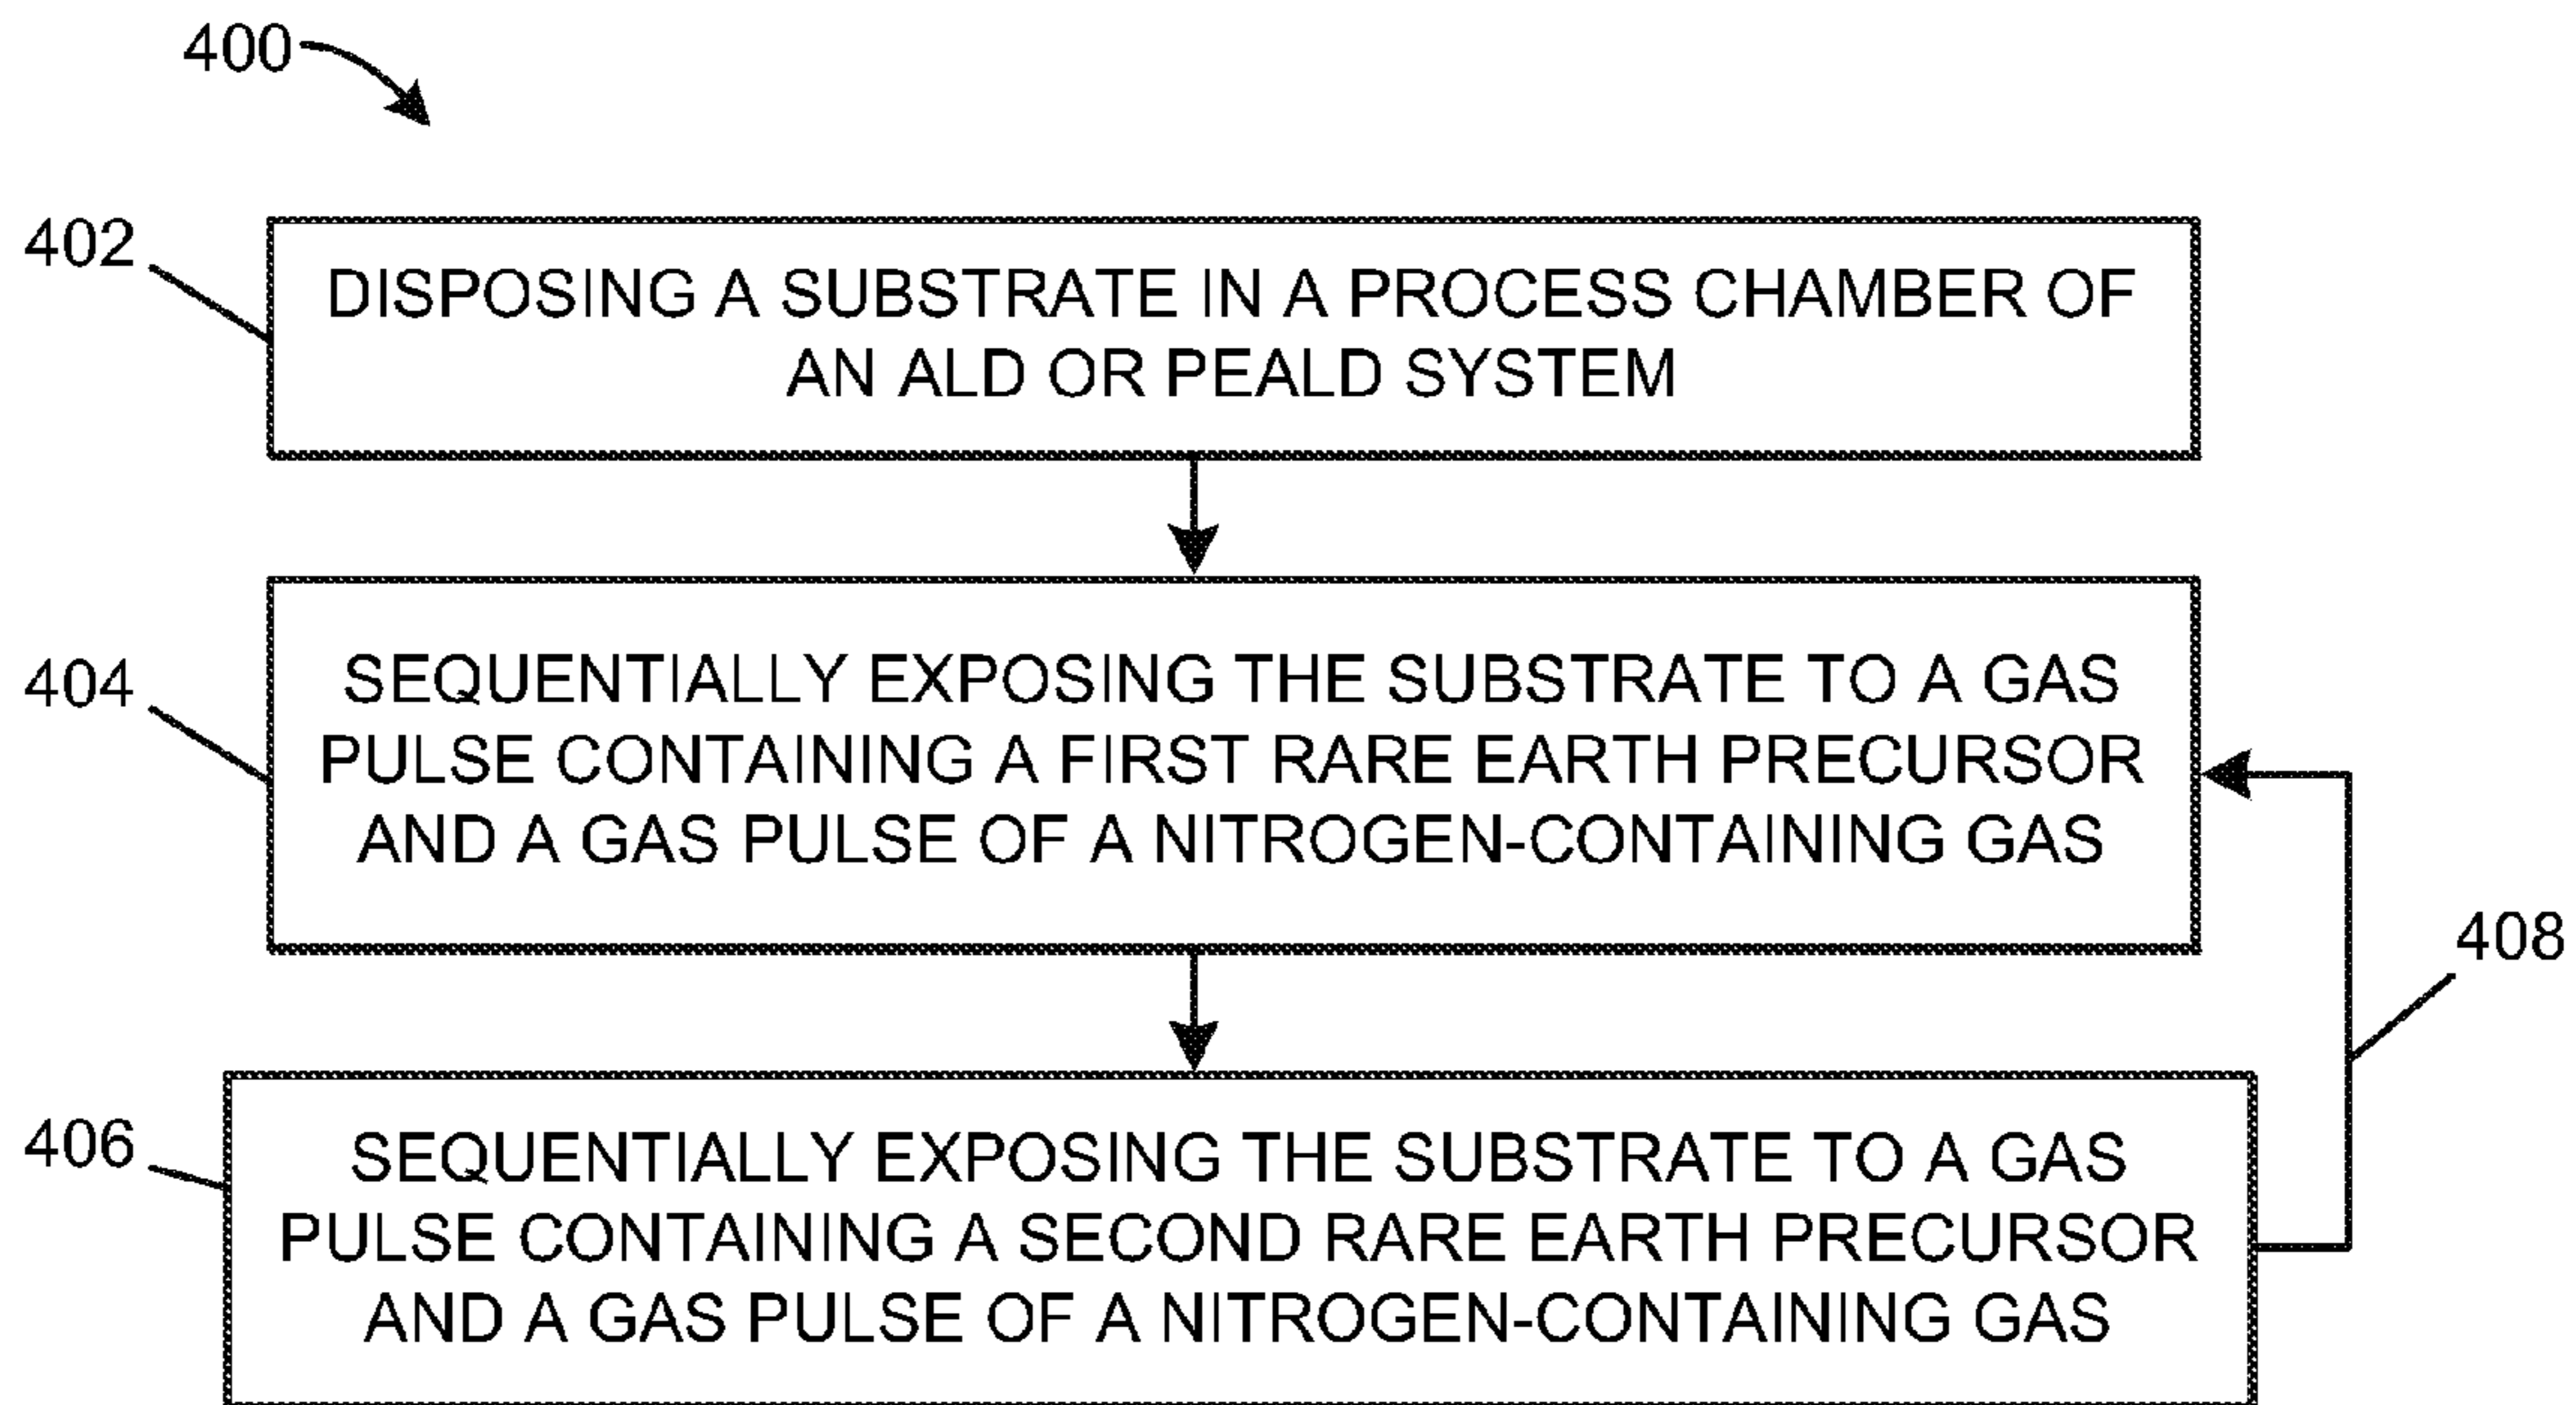 400
402
DISPOSING A SUBSTRATE IN A PROCESS CHAMBER OF
AN ALD OR PEALD SYSTEM
404
SEQUENTIALLY EXPOSING THE SUBSTRATE TO A GAS
PULSE CONTAINING A FIRST RARE EARTH PRECURSOR
AND A GAS PULSE OF A NITROGEN-CONTAINING GAS
408
406
SEQUENTIALLY EXPOSING THE SUBSTRATE TO A GAS
PULSE CONTAINING A SECOND RARE EARTH PRECURSOR
AND A GAS PULSE OF A NITROGEN-CONTAINING GAS